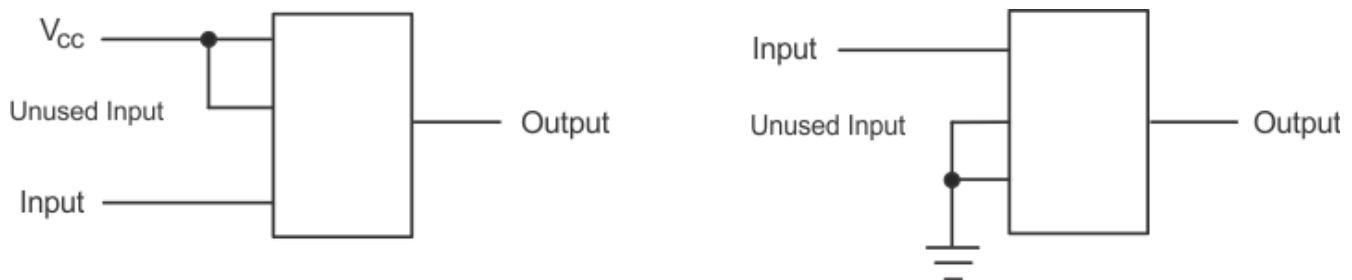 VCC
Unused Input
Input
Output
Input
Unused Input
Output